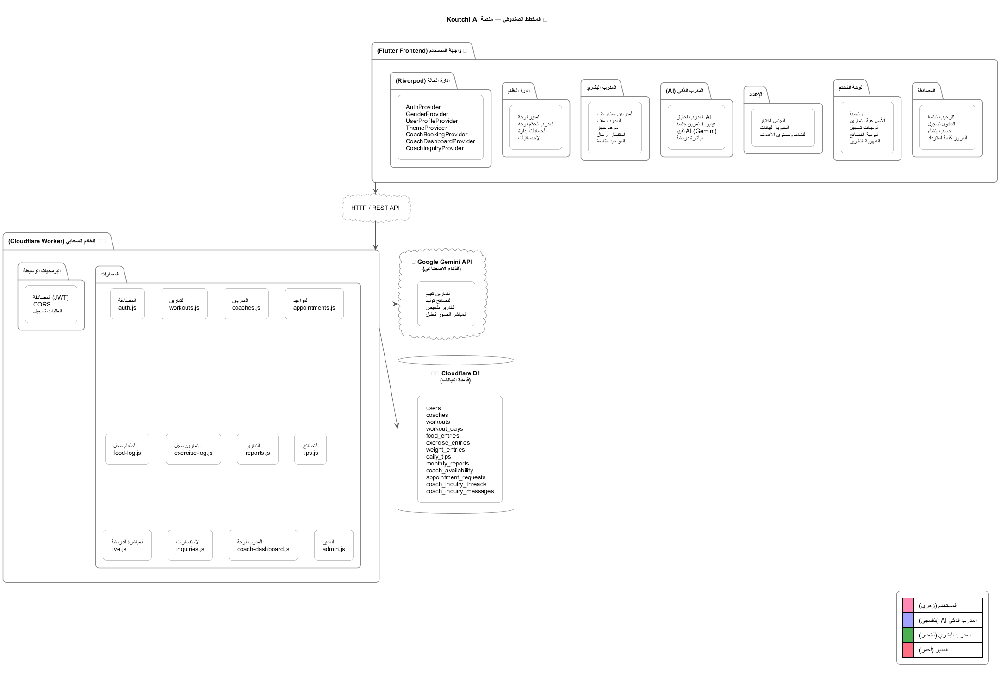 المخطط الصندوقي — منصة Koutchi AI
واجهة المستخدم (Flutter Frontend)
إدارة الحالة (Riverpod)
AuthProvider
GenderProvider
UserProfileProvider
ThemeProvider
CoachBookingProvider
CoachDashboardProvider
CoachInquiryProvider
إدارة النظام
المدير لوحة
المدرب تحكم لوحة
الحسابات إدارة
الإحصائيات
المدرب البشري
المدربين استعراض
المدرب ملف
موعد حجز
استفسار إرسال
المواعيد متابعة
المدرب الذكي (AI)
المدرب اختيار AI
فيديو + تمرين جلسة
تقييم AI (Gemini)
مباشرة دردشة
الإعداد
الجنس اختيار
الحيوية البيانات
النشاط ومستوى الأهداف
لوحة التحكم
الرئيسية
الأسبوعية التمارين
الوجبات تسجيل
اليومية النصائح
الشهرية التقارير
المصادقة
الترحيب شاشة
الدخول تسجيل
حساب إنشاء
المرور كلمة استرداد
HTTP / REST API
الخادم السحابي (Cloudflare Worker)
البرمجيات الوسيطة
المصادقة (JWT)
CORS
الطلبات تسجيل
المسارات
المصادقة
auth.js
التمارين
workouts.js
المدربين
coaches.js
المواعيد
appointments.js
الطعام سجل
food-log.js
التمارين سجل
exercise-log.js
التقارير
reports.js
النصائح
tips.js
المباشرة الدردشة
live.js
الاستفسارات
inquiries.js
المدرب لوحة
coach-dashboard.js
المدير
admin.js
Google Gemini API
(الذكاء الاصطناعي)
التمارين تقييم
النصائح توليد
التقارير تلخيص
المباشر الصور تحليل
Cloudflare D1
(قاعدة البيانات)
users
coaches
workouts
workout_days
food_entries
exercise_entries
weight_entries
daily_tips
monthly_reports
coach_availability
appointment_requests
coach_inquiry_threads
coach_inquiry_messages
المستخدم (زهري)
المدرب الذكي AI (بنفسجي)
المدرب البشري (أخضر)
المدير (أحمر)